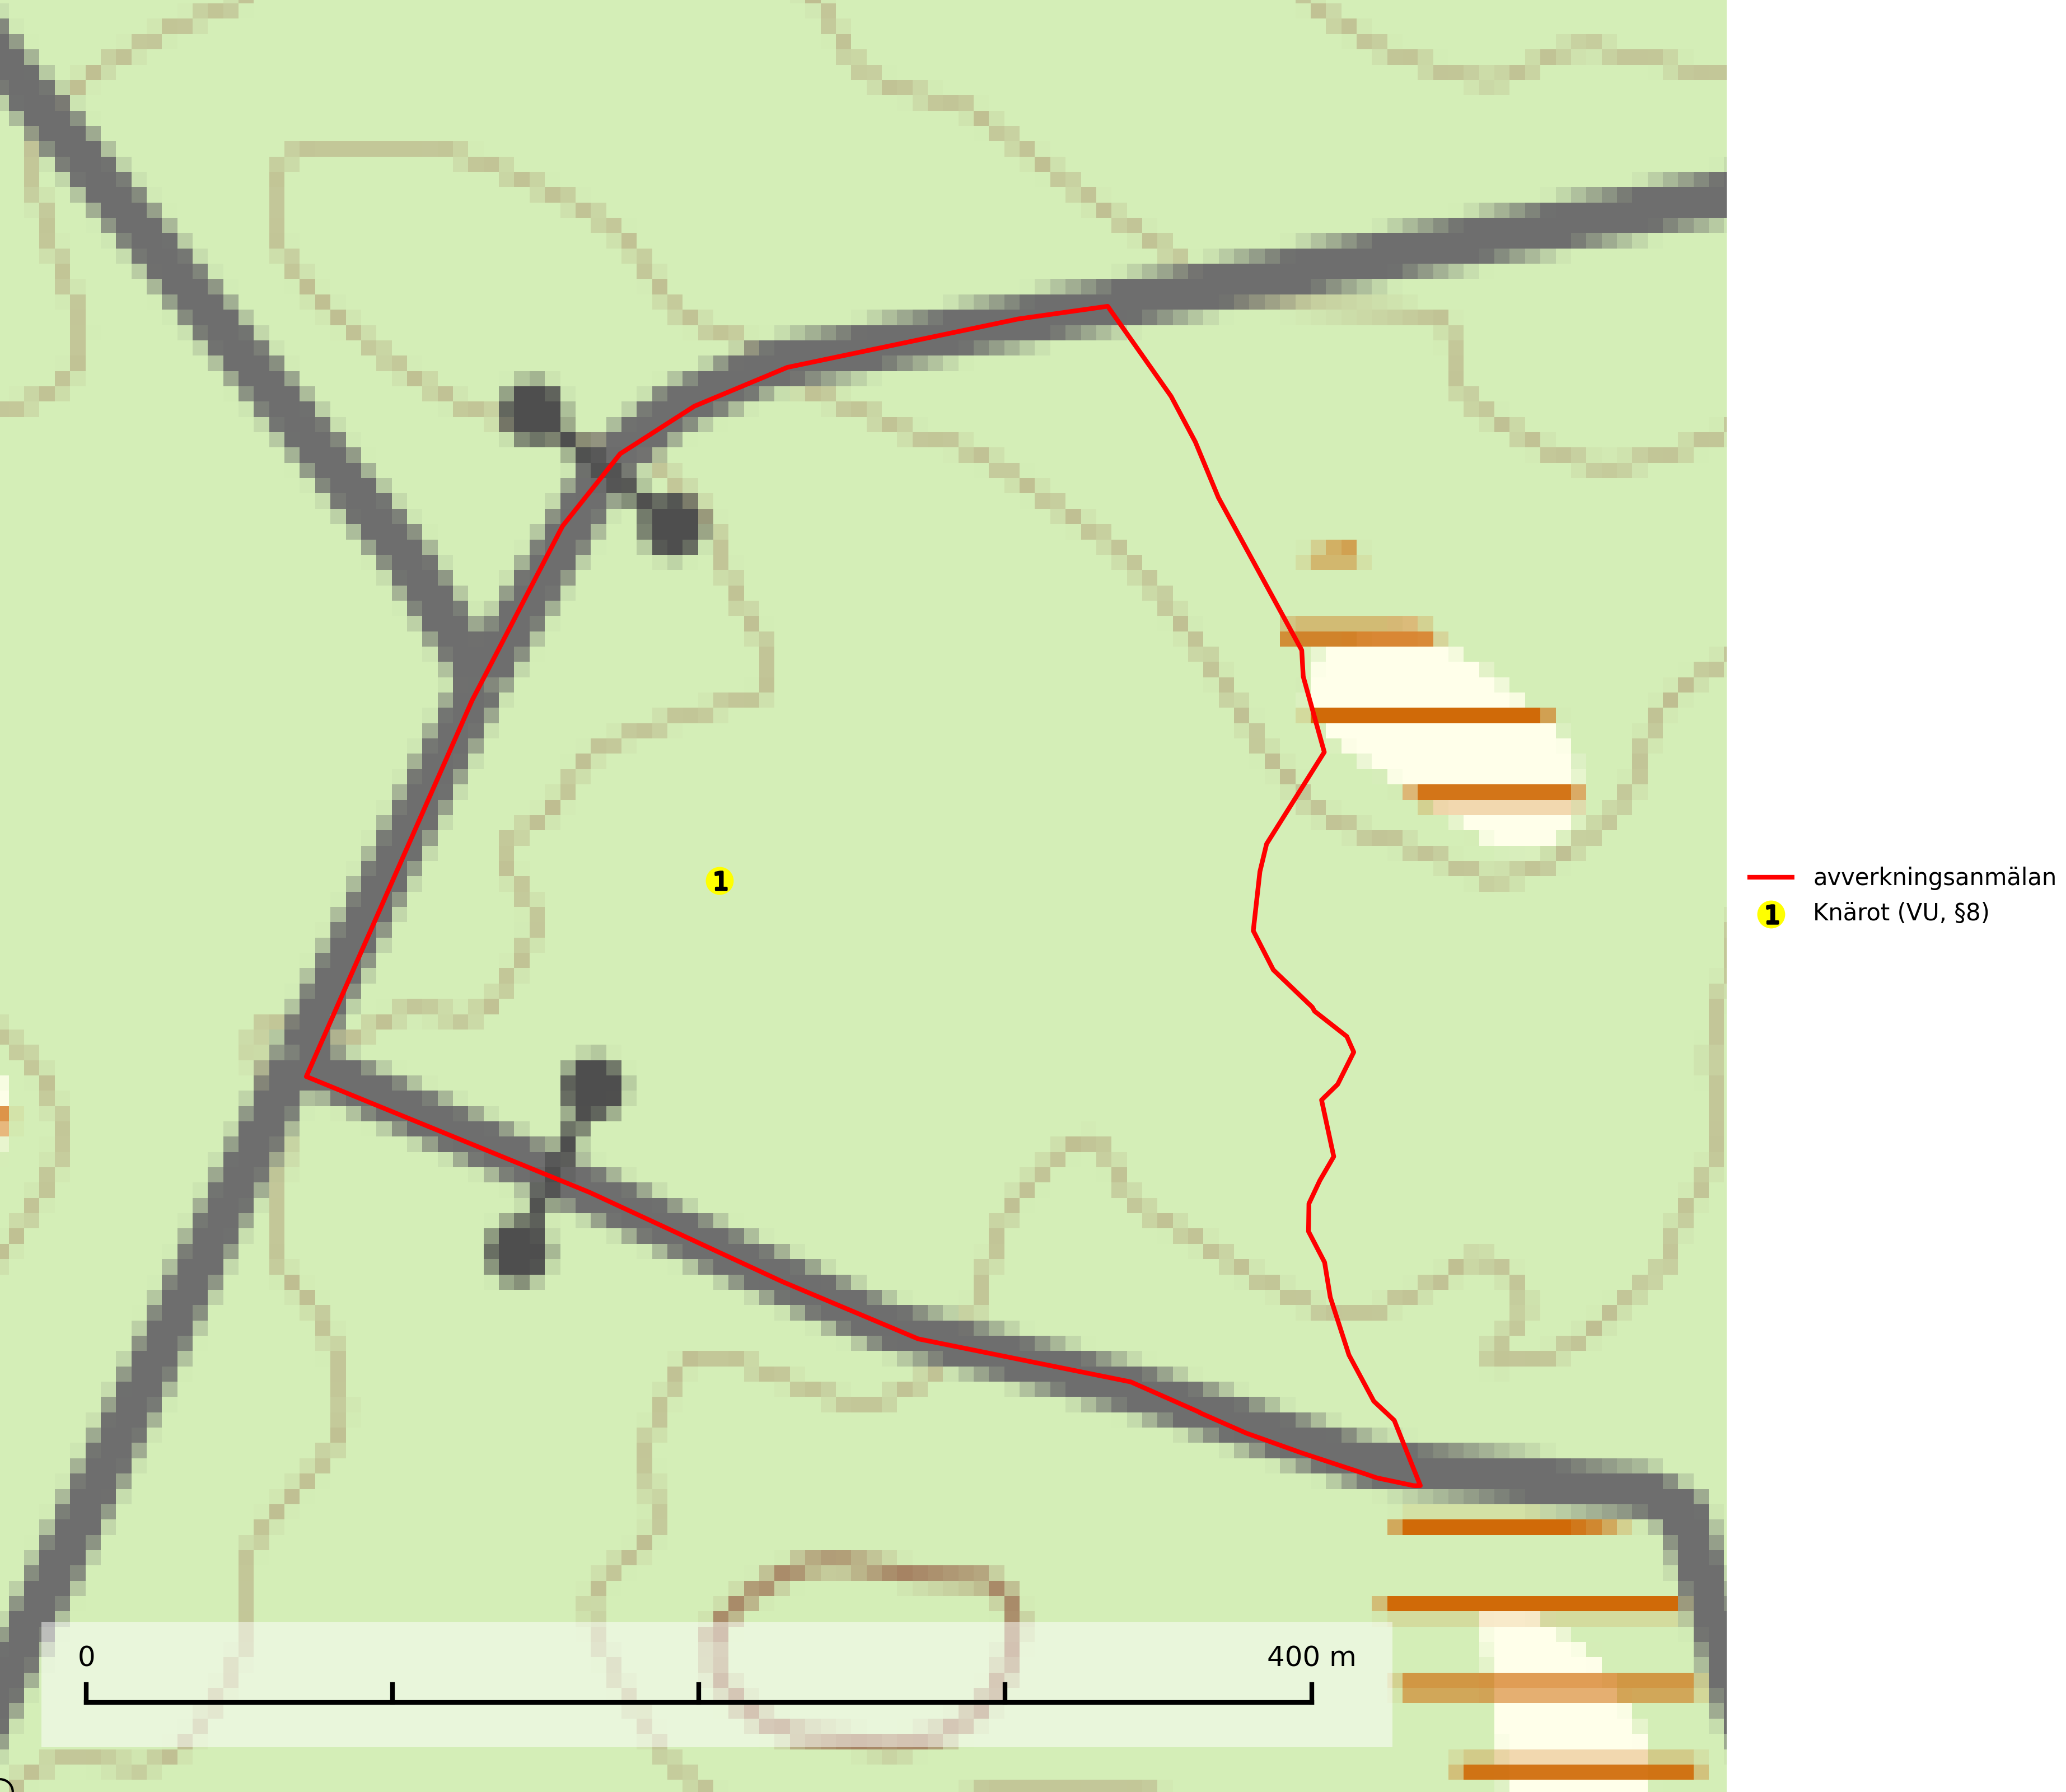 1
avverkningsanmälan
1 Knärot (VU, §8)
0 400 m